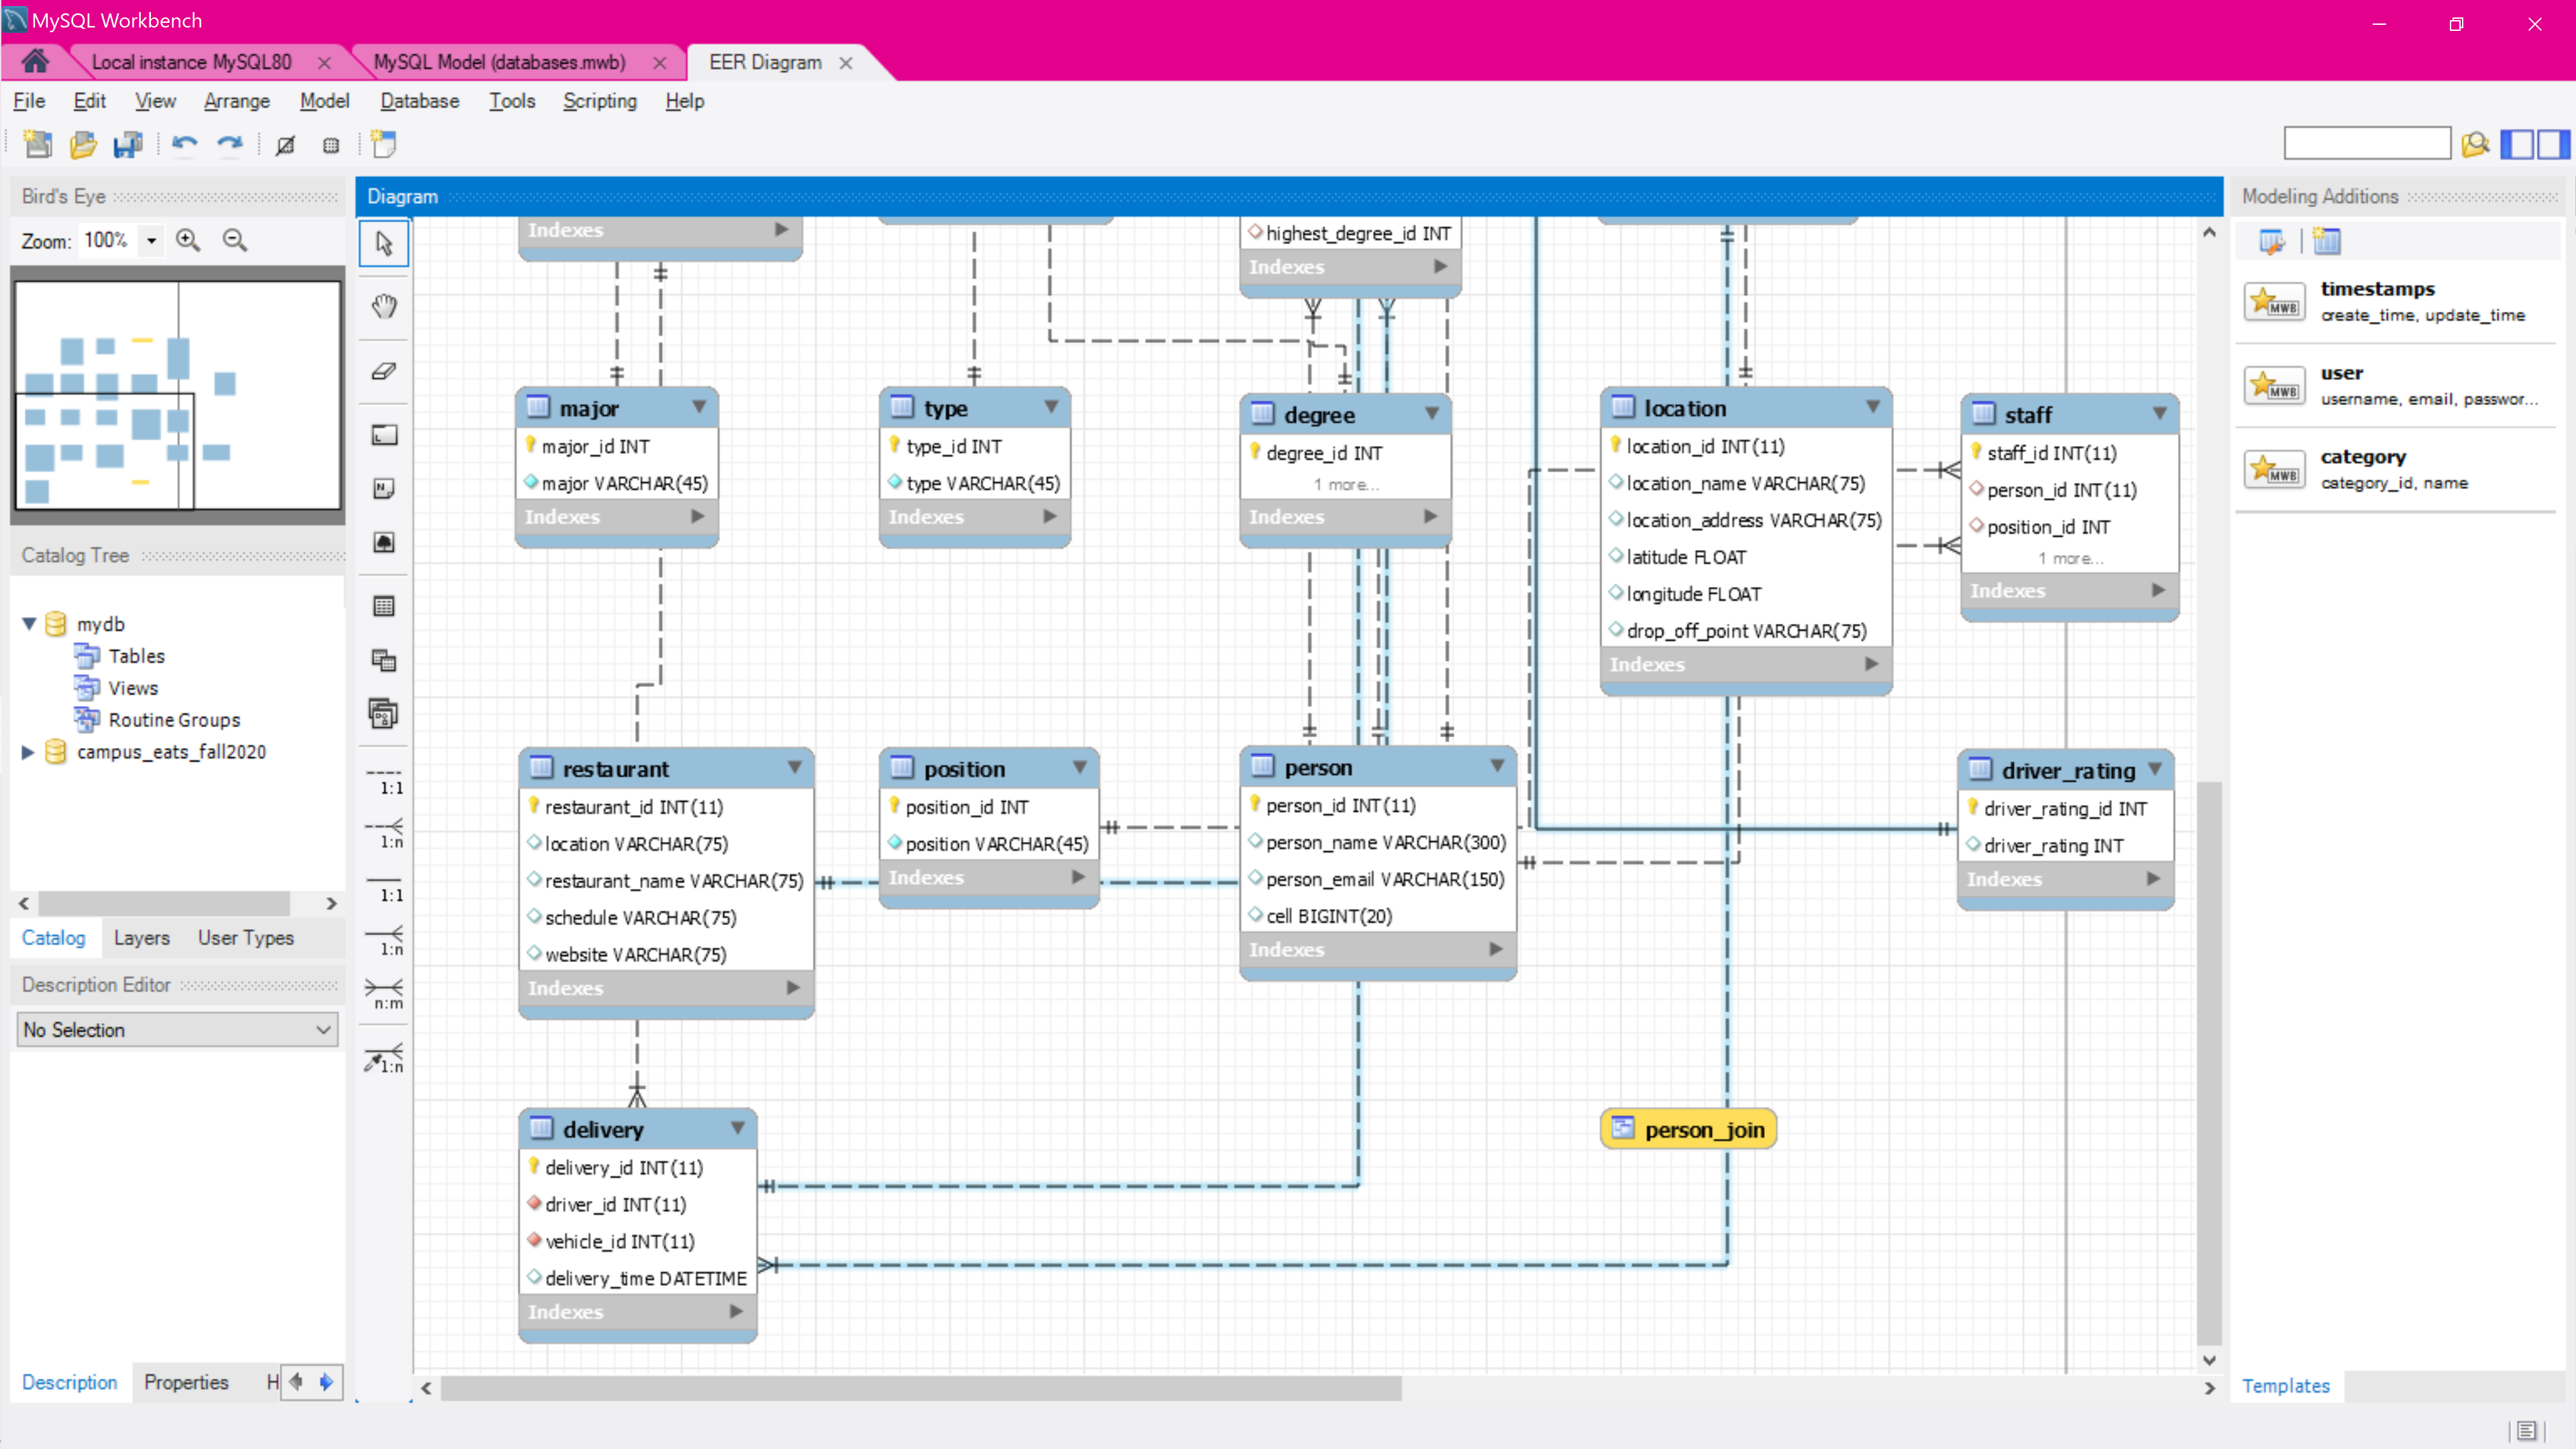 MySQL Workbench
Local instance MySQL80
MySQL Model (databases.mwb)
EER Diagram
File Edit View Arrange Model Database Tools Scripting Help
Bird's Eye
Zoom: 100%
Catalog Tree
mydb
Tables
Views
Routine Groups
campus_eats_fall2020
Catalog Layers User Types
Description Editor
No Selection
Description Properties H
Diagram
1:1
1:n
1:1
1:n
n:m
1:n
Indexes
highest_degree_id INT
Indexes
major
major_id INT
major VARCHAR(45)
Indexes
type
type_id INT
type VARCHAR(45)
Indexes
degree
degree_id INT
1 more...
Indexes
location
location_id INT(11)
location_name VARCHAR(75)
location_address VARCHAR(75)
latitude FLOAT
longitude FLOAT
drop_off_point VARCHAR(75)
Indexes
staff
staff_id INT(11)
person_id INT(11)
position_id INT
1 more...
Indexes
restaurant
restaurant_id INT(11)
location VARCHAR(75)
restaurant_name VARCHAR(75)
schedule VARCHAR(75)
website VARCHAR(75)
Indexes
position
position_id INT
position VARCHAR(45)
Indexes
person
person_id INT(11)
person_name VARCHAR(300)
person_email VARCHAR(150)
cell BIGINT(20)
Indexes
driver_rating
driver_rating_id INT
driver_rating INT
Indexes
delivery
delivery_id INT(11)
driver_id INT(11)
vehicle_id INT(11)
delivery_time DATETIME
Indexes
person_join
Modeling Additions
MWB
timestamps
create_time, update_time
MWB
user
username, email, passwor...
MWB
category
category_id, name
Templates